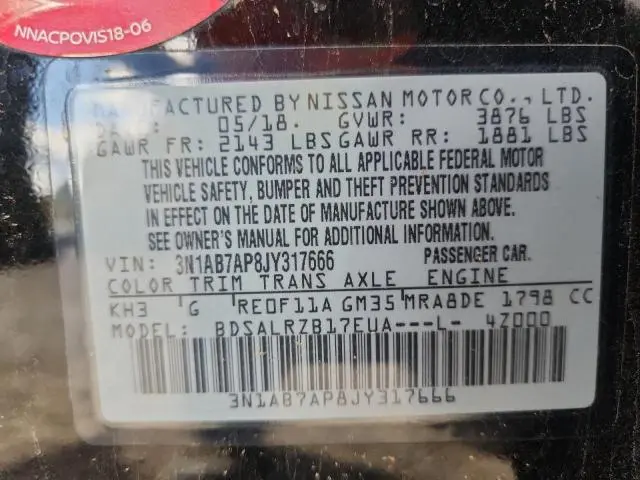 NNACPOVIS18-06
MANUFACTURED BY NISSAN MOTOR CO., LTD.
DATE: 05/18. GVWR: 3876 LBS
GAWR FR: 2143 LBS GAWR RR: 1881 LBS
THIS VEHICLE CONFORMS TO ALL APPLICABLE FEDERAL MOTOR
VEHICLE SAFETY, BUMPER AND THEFT PREVENTION STANDARDS
IN EFFECT ON THE DATE OF MANUFACTURE SHOWN ABOVE.
SEE OWNER'S MANUAL FOR ADDITIONAL INFORMATION.
VIN: 3N1AB7AP8JY317666 PASSENGER CAR.
COLOR TRIM TRANS AXLE ENGINE
KH3 G RE0F11A GM35 MRA8DE 1798 CC
MODEL: BDSALRZB17EUA---L- 4Z000
3N1AB7AP8JY317666